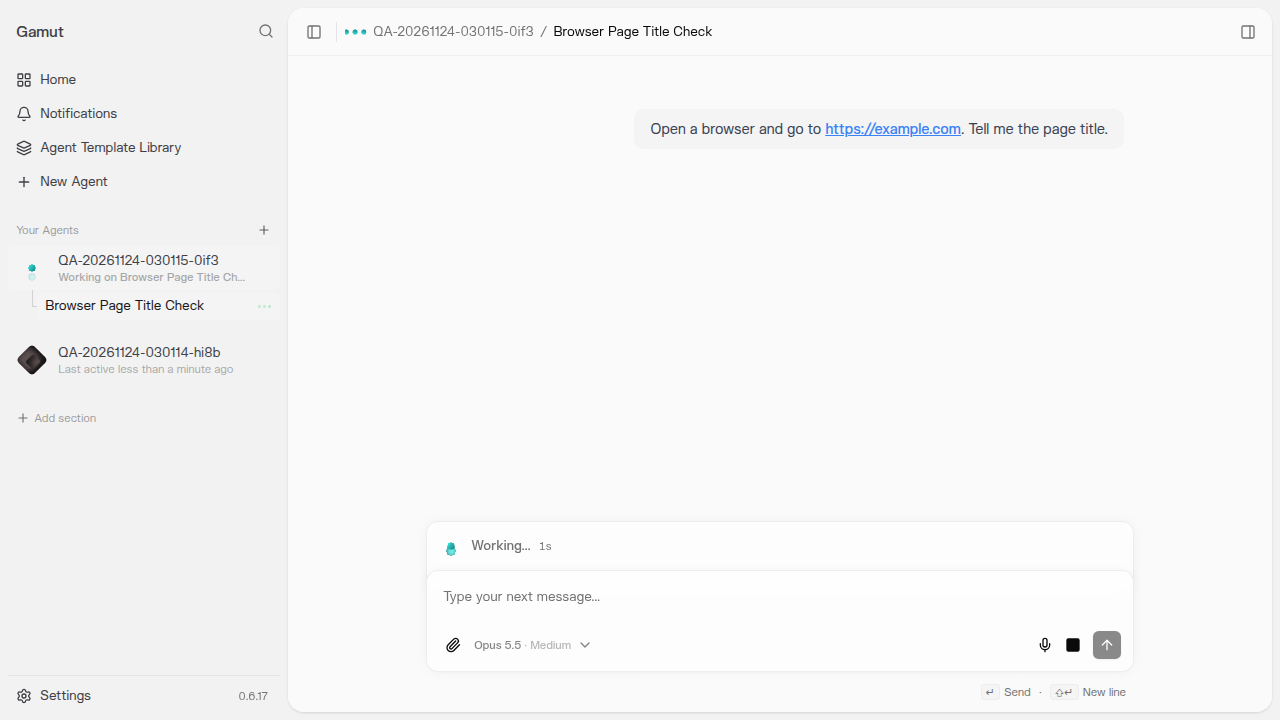 Gamut
Home
Notifications
Agent Template Library
New Agent
Your Agents
QA-20261124-030115-0if3
Working on Browser Page Title Ch...
Browser Page Title Check
QA-20261124-030114-hi8b
Last active less than a minute ago
Add section
Settings
0.6.17
QA-20261124-030115-0if3 / Browser Page Title Check
Open a browser and go to https://example.com. Tell me the page title.
Working... 1s
Type your next message...
Opus 5.5 · Medium
Send · New line